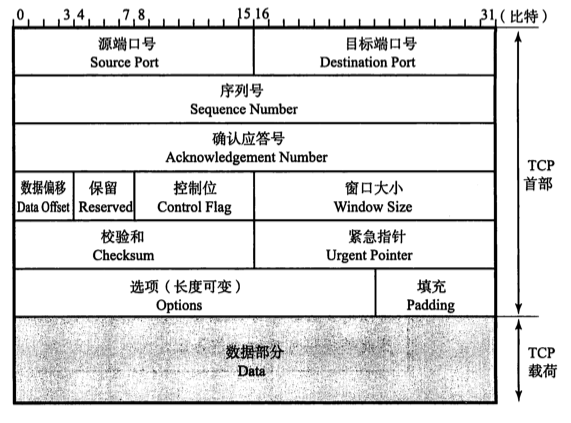 0 3 4 7 8 15 16 31 (比特)
源端口号 目标端口号
Source Port Destination Port
序列号
Sequence Number
确认应答号
Acknowledgement Number
TCP
首部
数据偏移 保留 控制位 窗口大小
Data Offset Reserved Control Flag Window Size
校验和 紧急指针
Checksum Urgent Pointer
选项（长度可变） 填充
Options Padding
数据部分
Data
TCP
载荷